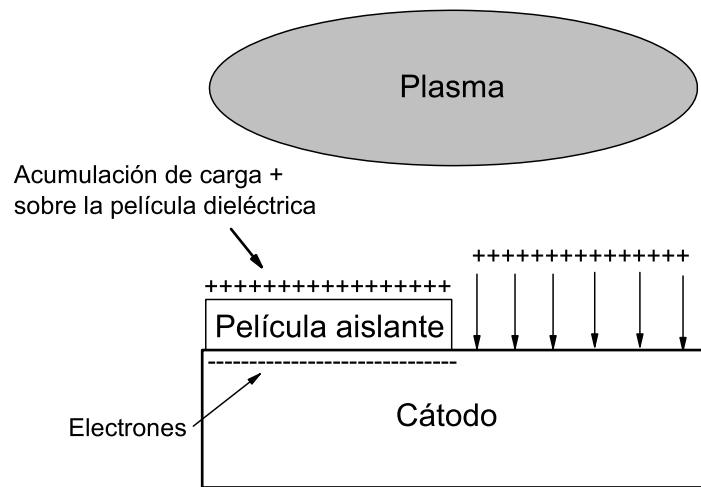 Plasma
Acumulación de carga +
sobre la película dieléctrica
+++++++++++++++
+++++++++++++++++
Película aislante
------------------------------
Electrones
Cátodo